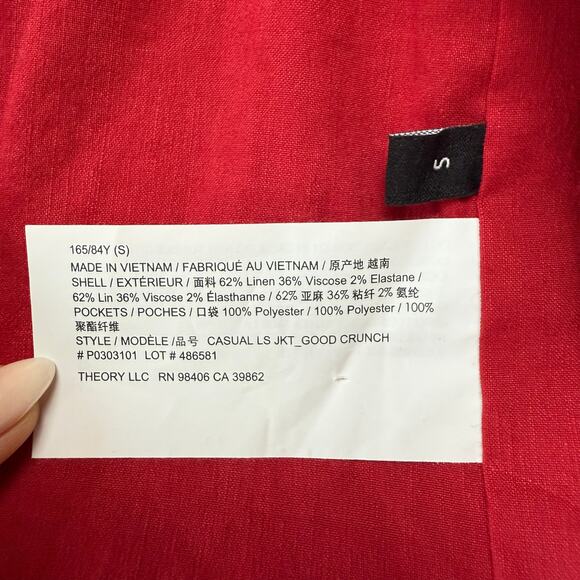 S
165/84Y (S)
MADE IN VIETNAM / FABRIQUÉ AU VIETNAM / 原产地 越南
SHELL / EXTÉRIEUR / 面料 62% Linen 36% Viscose 2% Elastane /
62% Lin 36% Viscose 2% Élasthanne / 62% 亚麻 36% 粘纤 2% 氨纶
POCKETS / POCHES / 口袋 100% Polyester / 100% Polyester / 100%
聚酯纤维
STYLE / MODÈLE /品号 CASUAL LS JKT_GOOD CRUNCH
# P0303101 LOT # 486581
THEORY LLC RN 98406 CA 39862